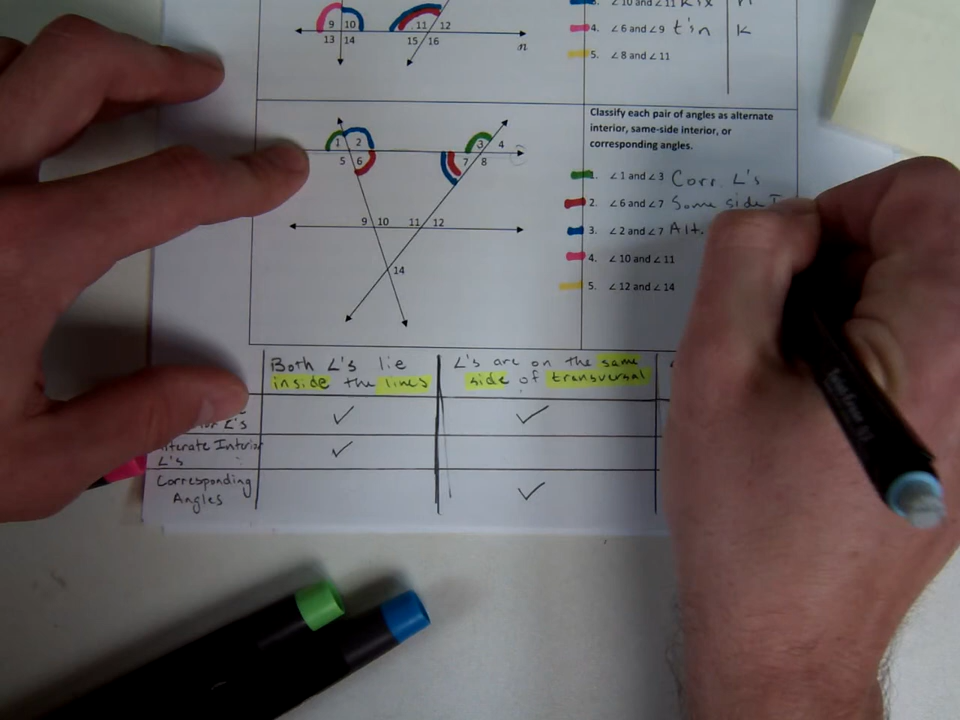 3. ∠10 and ∠11
9 10 11 12
4. ∠6 and ∠9 t'in k
13 14 15 16 n
5. ∠8 and ∠11
Classify each pair of angles as alternate
interior, same-side interior, or
corresponding angles.
1 2 3 4
5 6 7 8
1. ∠1 and ∠3 Corr. L's
2. ∠6 and ∠7 Same side I
9 10 11 12
3. ∠2 and ∠7 Alt.
4. ∠10 and ∠11
14
5. ∠12 and ∠14
Both L's lie
inside the lines
L's are on the same
side of transversal
L's
Interior
L's
Corresponding
Angles